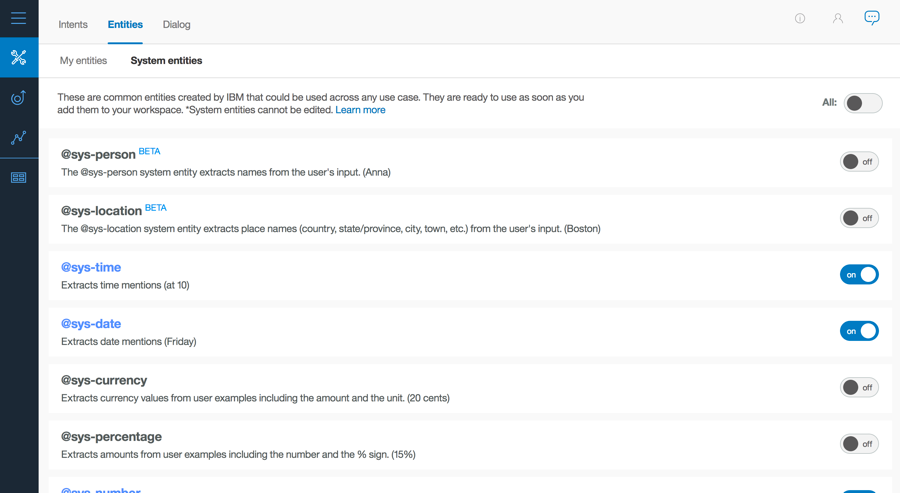 Intents Entities Dialog
My entities System entities
These are common entities created by IBM that could be used across any use case. They are ready to use as soon as you
add them to your workspace. *System entities cannot be edited. Learn more
All:
@sys-person BETA
off
The @sys-person system entity extracts names from the user's input. (Anna)
@sys-location BETA
off
The @sys-location system entity extracts place names (country, state/province, city, town, etc.) from the user's input. (Boston)
@sys-time
on
Extracts time mentions (at 10)
@sys-date
on
Extracts date mentions (Friday)
@sys-currency
off
Extracts currency values from user examples including the amount and the unit. (20 cents)
@sys-percentage
off
Extracts amounts from user examples including the number and the % sign. (15%)
@sys-number